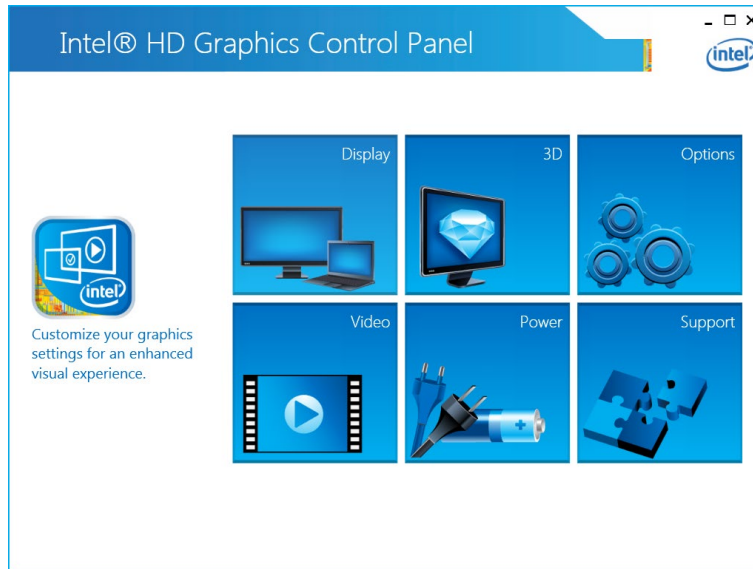 Intel® HD Graphics Control Panel
intel
Display
3D
Options
intel
Customize your graphics
settings for an enhanced
visual experience.
Video
Power
Support